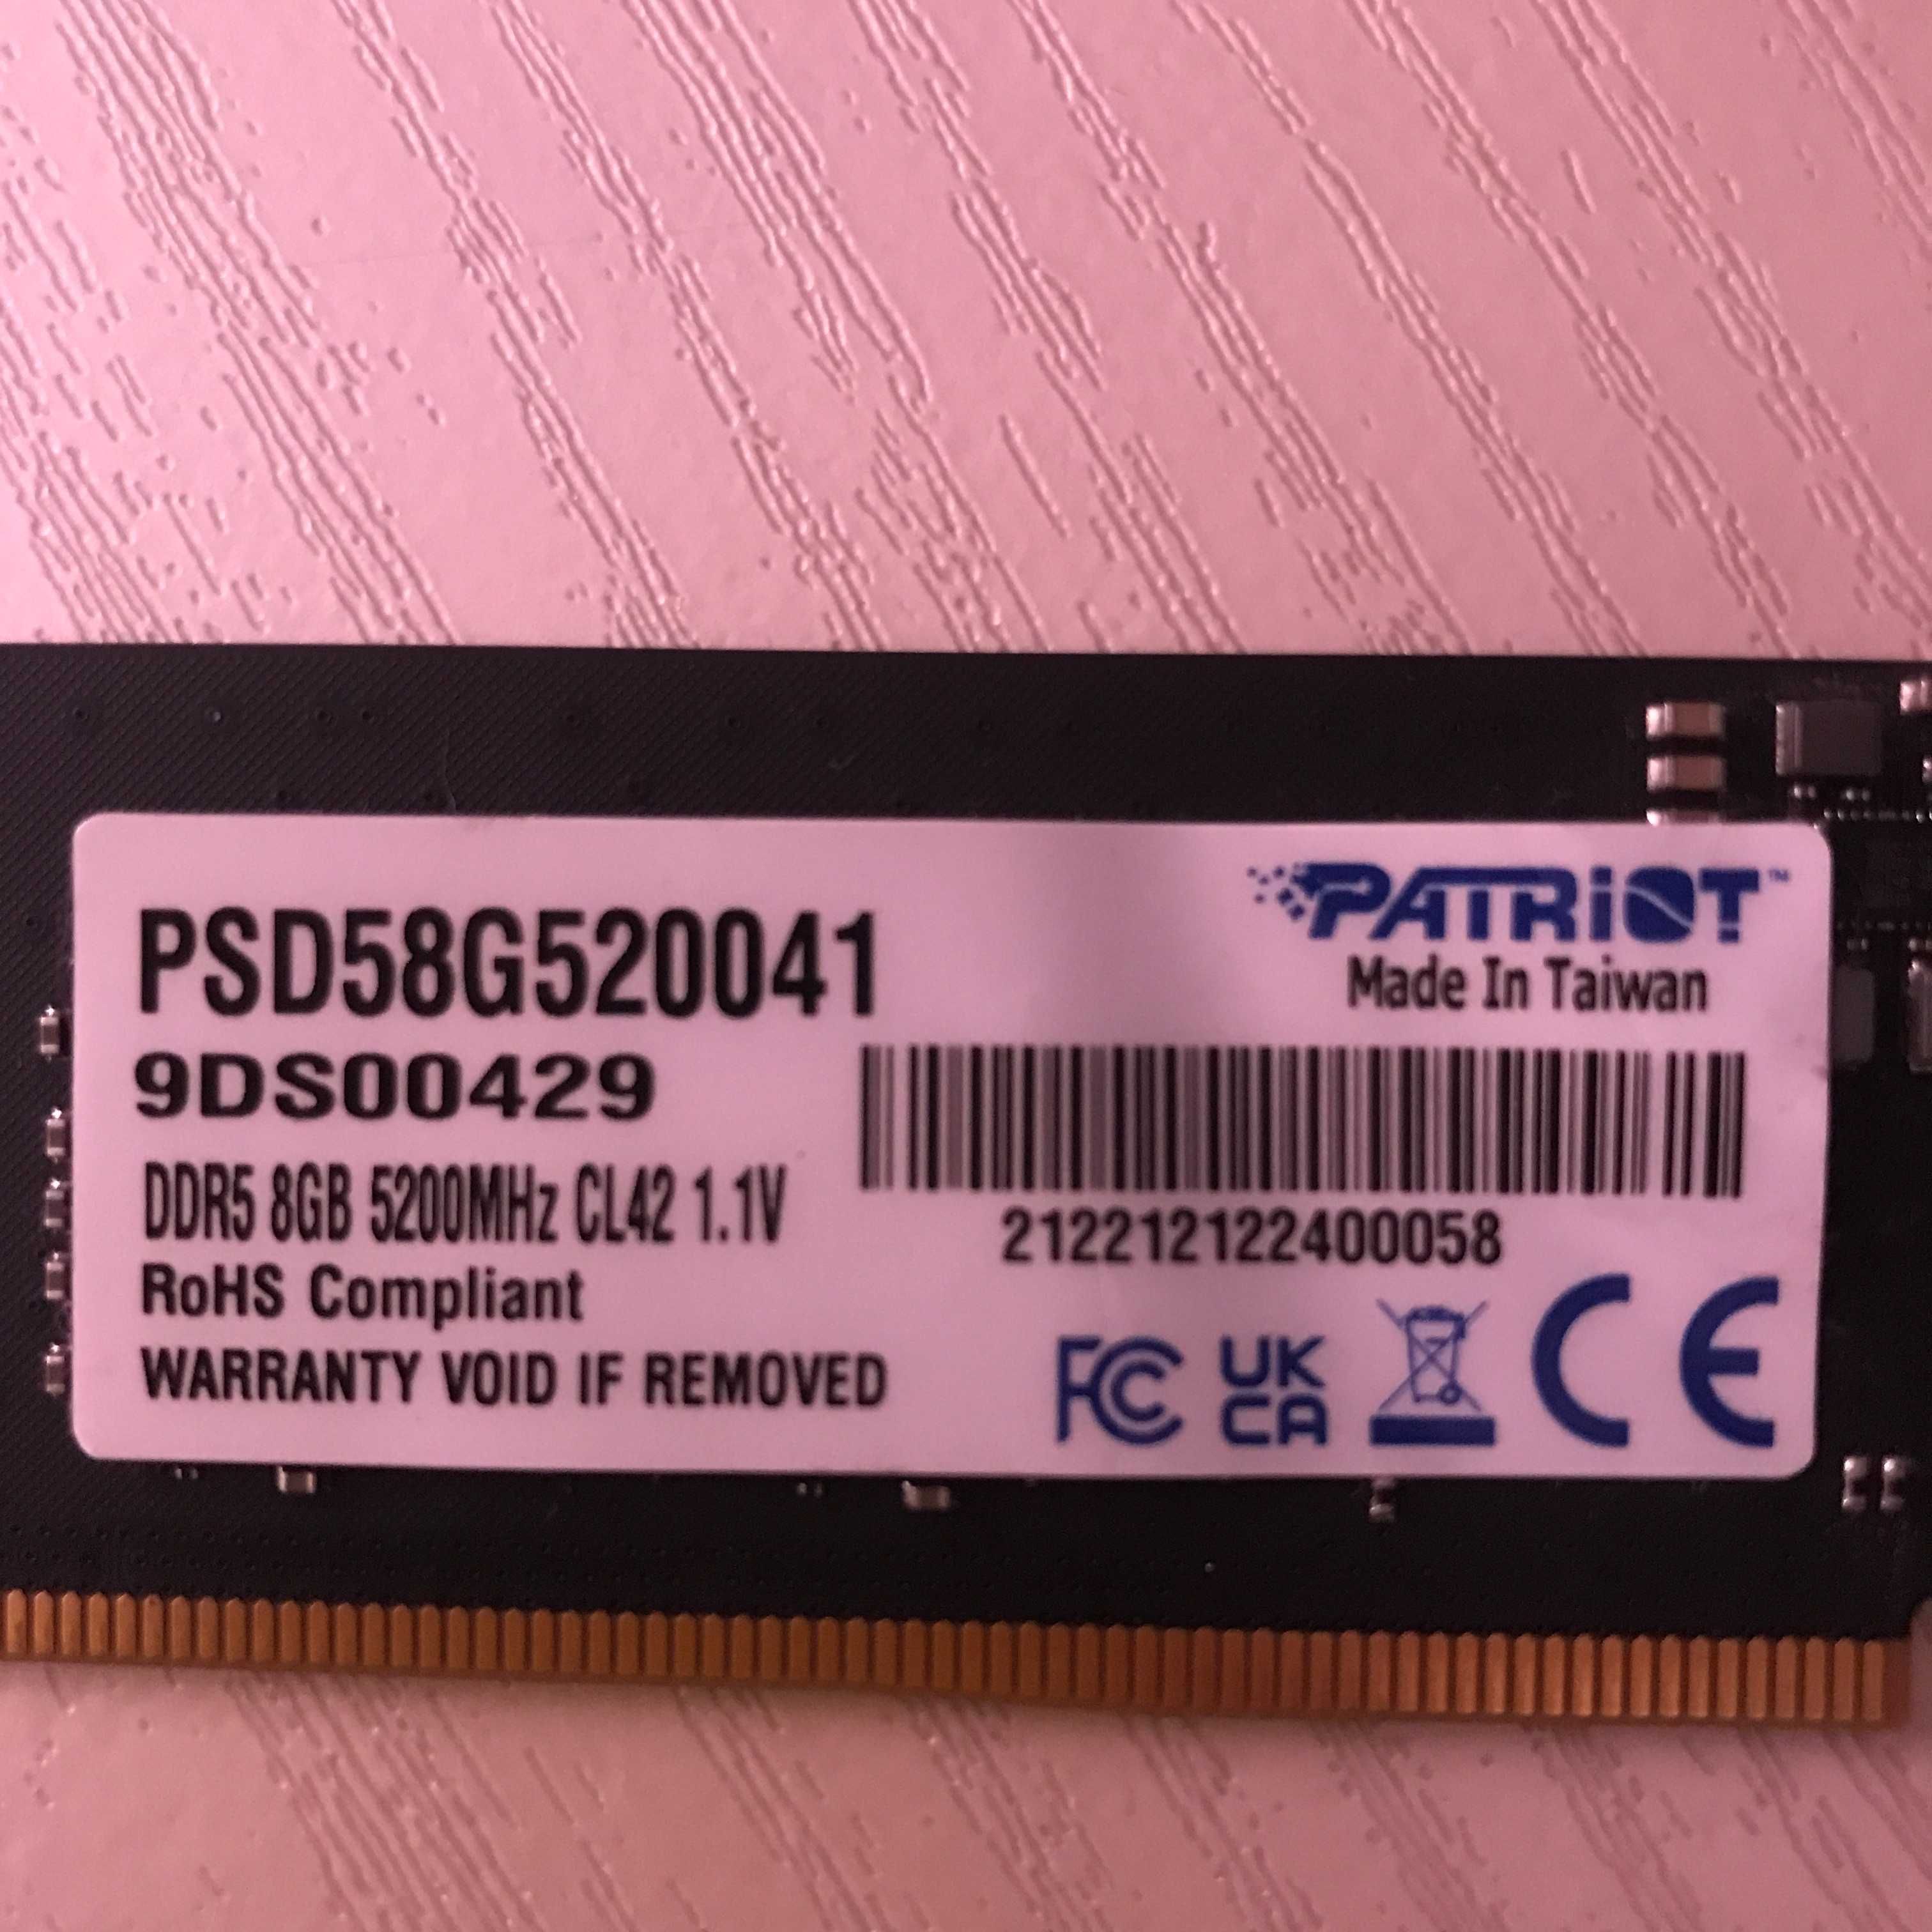 PATRiOT™
Made In Taiwan
PSD58G520041
9DS00429
DDR5 8GB 5200MHz CL42 1.1V
212212122400058
RoHS Compliant
WARRANTY VOID IF REMOVED
FC
UK
CA
CE